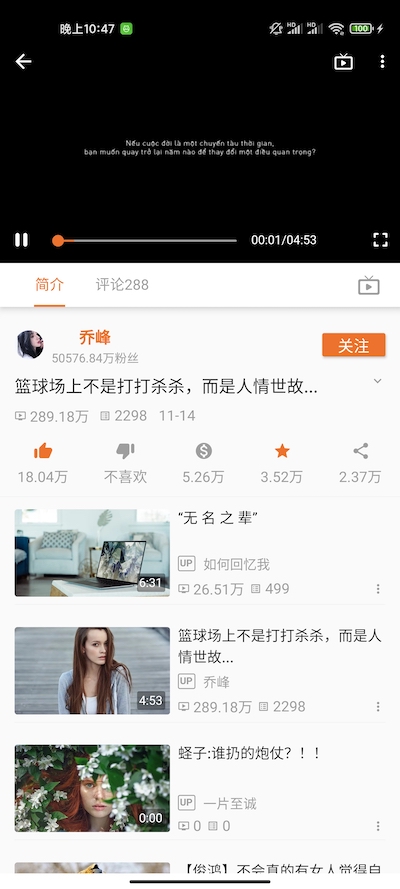 晚上10:47
HD HD 100
Nếu cuộc đời là một chuyến tàu thời gian,
bạn muốn quay trở lại năm nào để thay đổi một điều quan trọng?
00:01/04:53
简介 评论288
乔峰
50576.84万粉丝
关注
篮球场上不是打打杀杀，而是人情世故...
289.18万 2298 11-14
18.04万 不喜欢 5.26万 3.52万 2.37万
“无 名 之 辈”
UP 如何回忆我
6:31
26.51万 499
篮球场上不是打打杀杀，而是人
情世故...
UP 乔峰
4:53
289.18万 2298
蛏子:谁扔的炮仗？！！
UP 一片至诚
0:00
0 0
【俊鸿】不会真的有女人觉得自